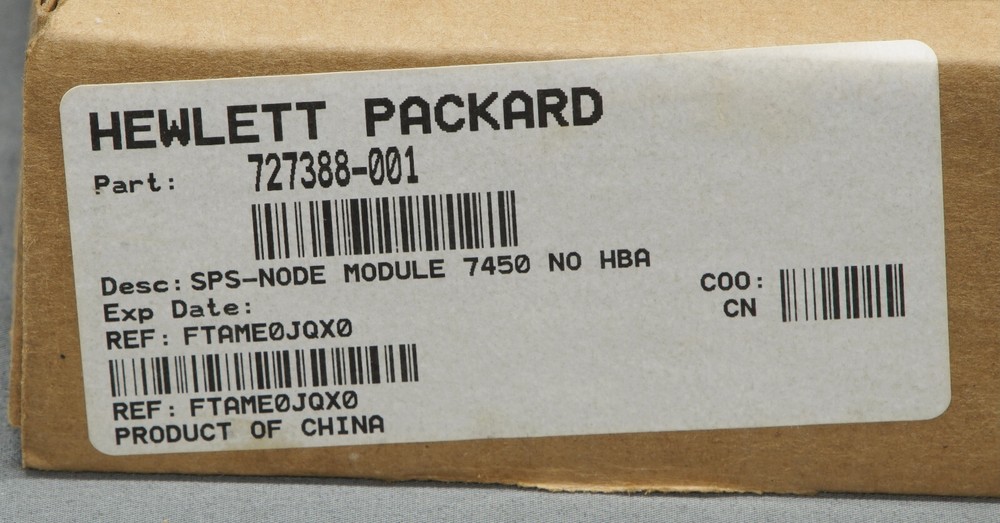 HEWLETT PACKARD
Part: 727388-001
Desc: SPS-NODE MODULE 7450 NO HBA
Exp Date:
REF: FTAME0JQX0
COO:
CN
REF: FTAME0JQX0
PRODUCT OF CHINA